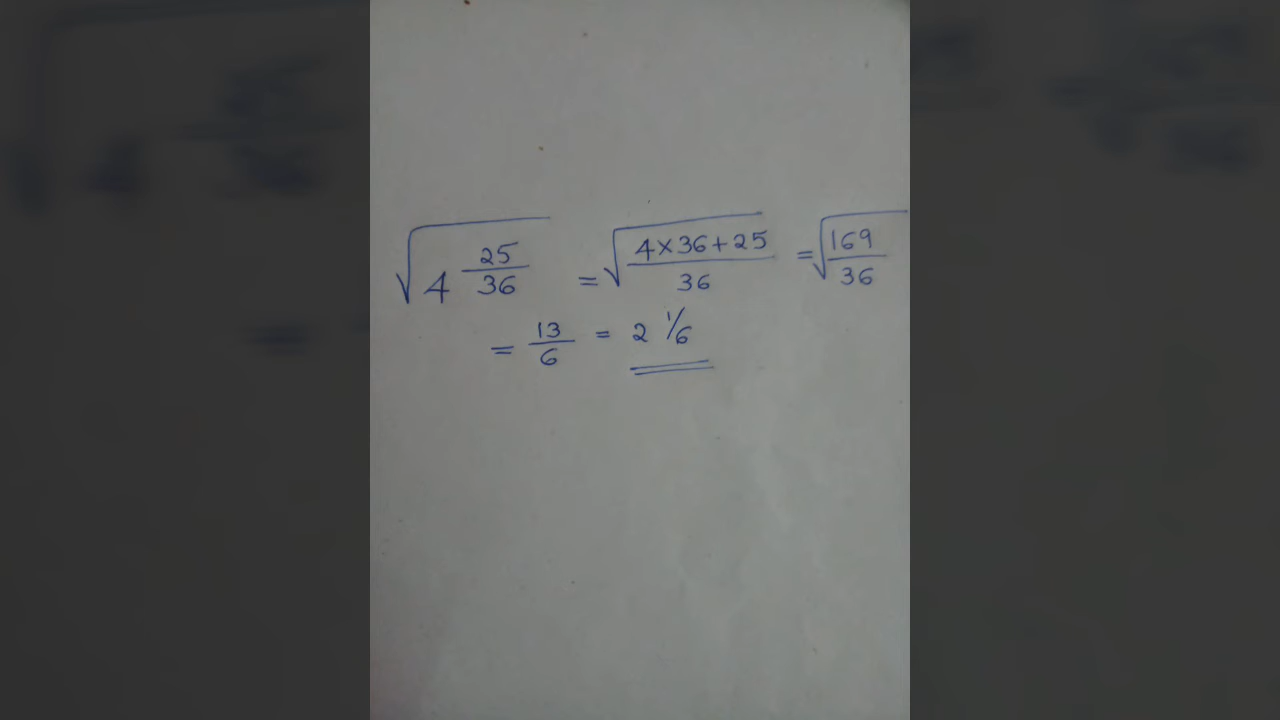 √(4 25/36) = √((4×36+25)/36) = √(169/36)
= 13/6 = 2 1/6